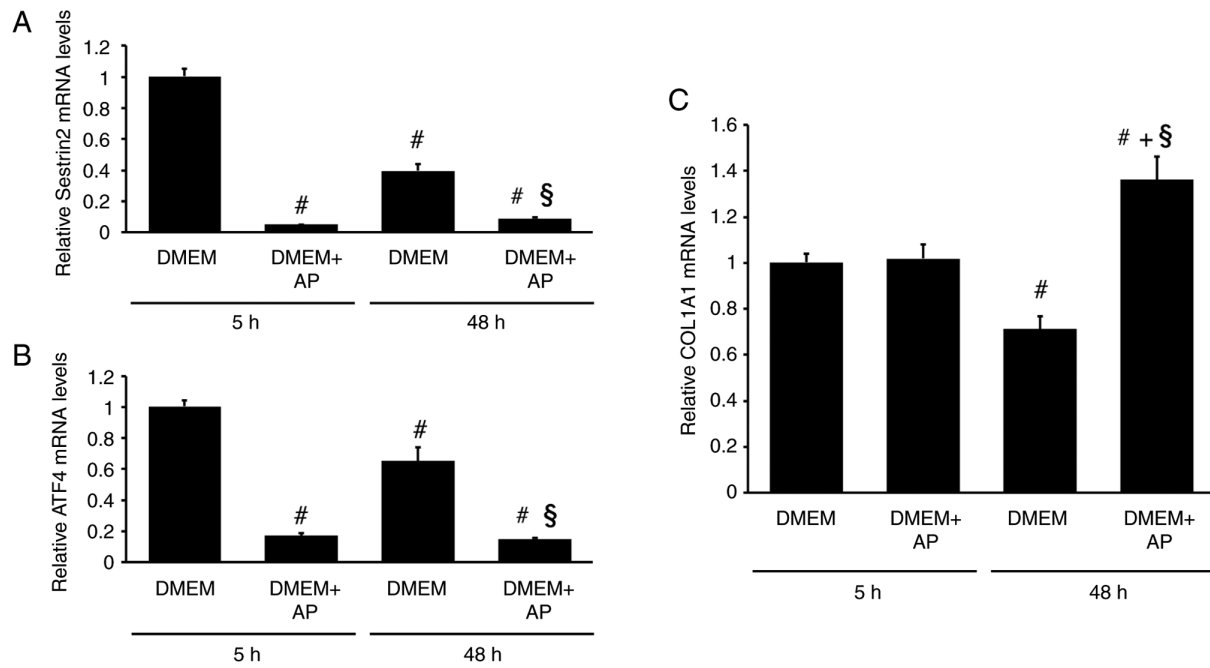 A
Relative Sestrin2 mRNA levels
1.2
1
0.8
0.6
0.4
0.2
0
#
#
# §
DMEM
DMEM+
AP
DMEM
DMEM+
AP
5 h
48 h
B
Relative ATF4 mRNA levels
1.2
1
0.8
0.6
0.4
0.2
0
#
#
# §
DMEM
DMEM+
AP
DMEM
DMEM+
AP
5 h
48 h
C
Relative COL1A1 mRNA levels
1.6
1.4
1.2
1
0.8
0.6
0.4
0.2
0
#
# + §
DMEM
DMEM+
AP
DMEM
DMEM+
AP
5 h
48 h